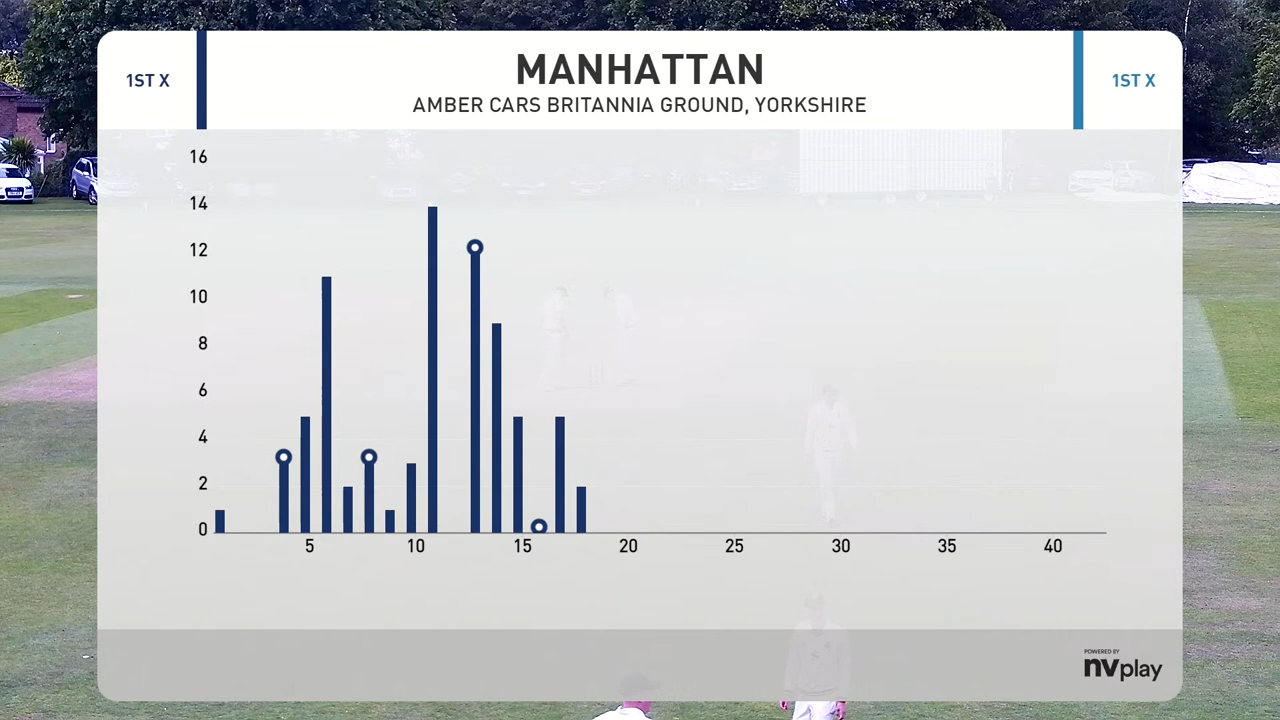 1ST X
MANHATTAN
AMBER CARS BRITANNIA GROUND, YORKSHIRE
1ST X
16
14
12
10
8
6
4
2
0
5 10 15 20 25 30 35 40
POWERED BY
nvplay